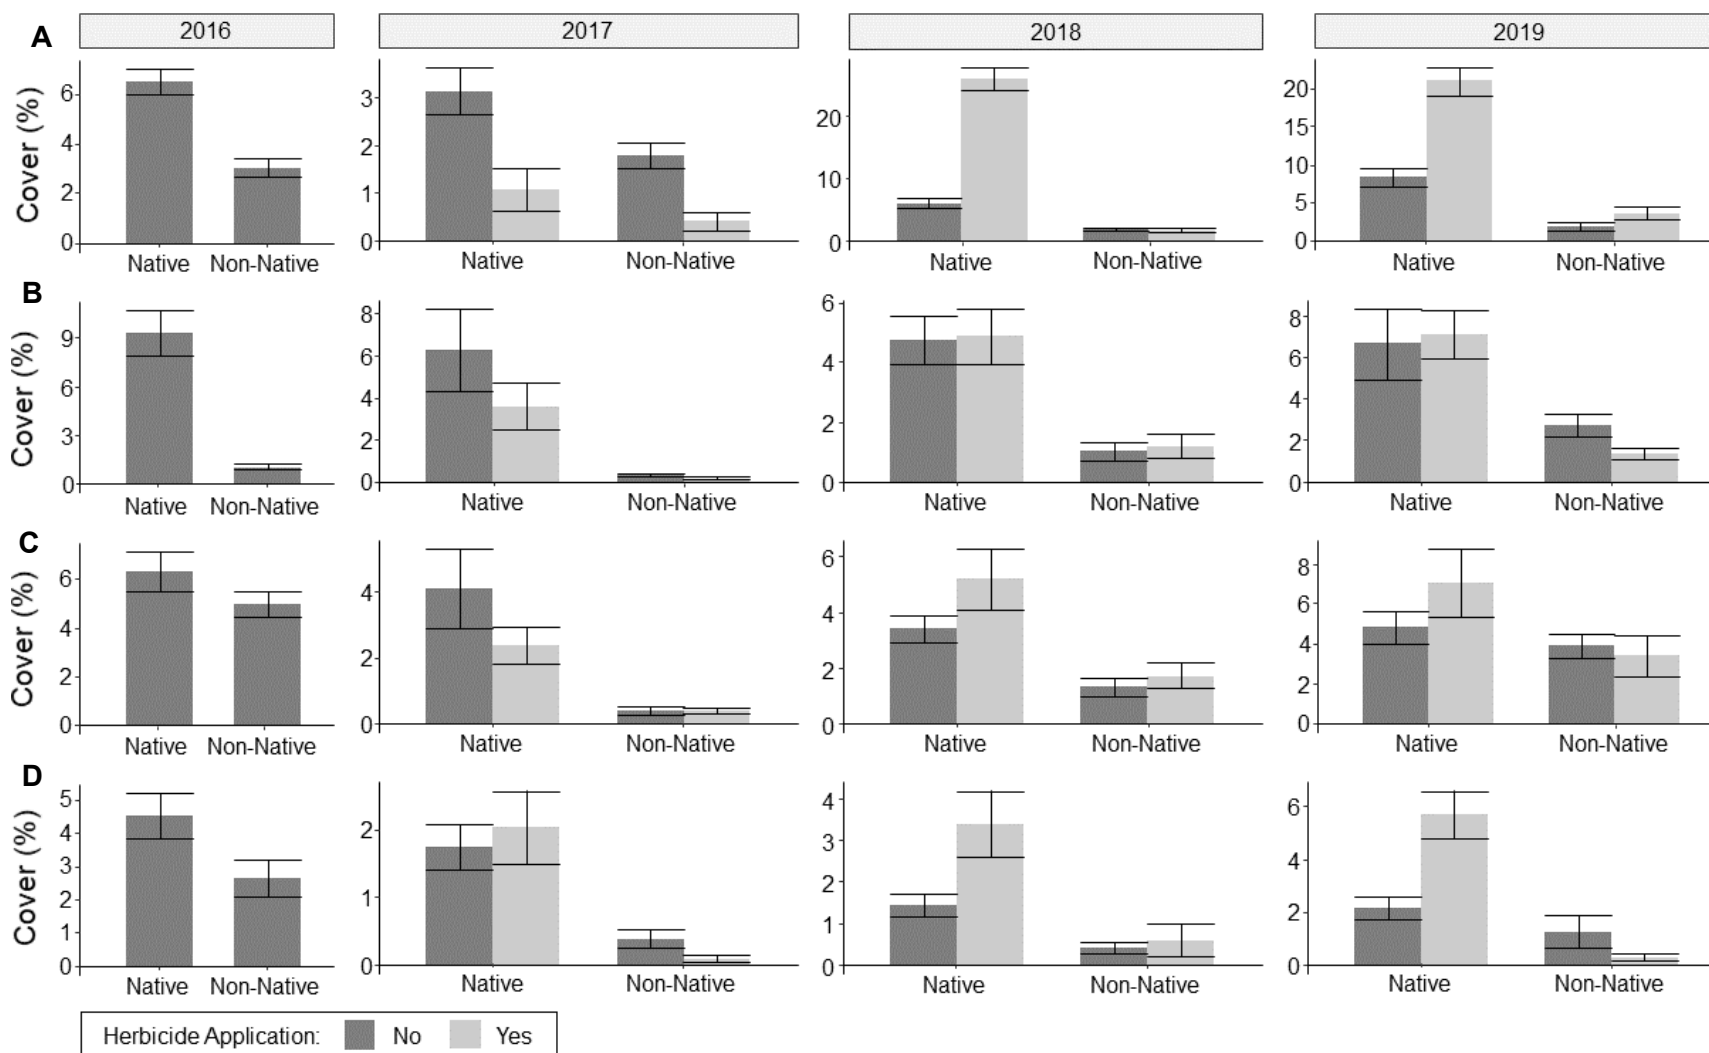 2016 2017 2018 2019
A
Cover (%)
6 4 2 0
3 2 1 0
20 10 0
20 15 10 5 0
Native Non-Native Native Non-Native Native Non-Native Native Non-Native
B
Cover (%)
9 6 3 0
8 6 4 2 0
6 4 2 0
8 6 4 2 0
Native Non-Native Native Non-Native Native Non-Native Native Non-Native
C
Cover (%)
6 4 2 0
4 2 0
6 4 2 0
8 6 4 2 0
Native Non-Native Native Non-Native Native Non-Native Native Non-Native
D
Cover (%)
5 4 3 2 1 0
2 1 0
4 3 2 1 0
6 4 2 0
Native Non-Native Native Non-Native Native Non-Native Native Non-Native
Herbicide Application: No Yes